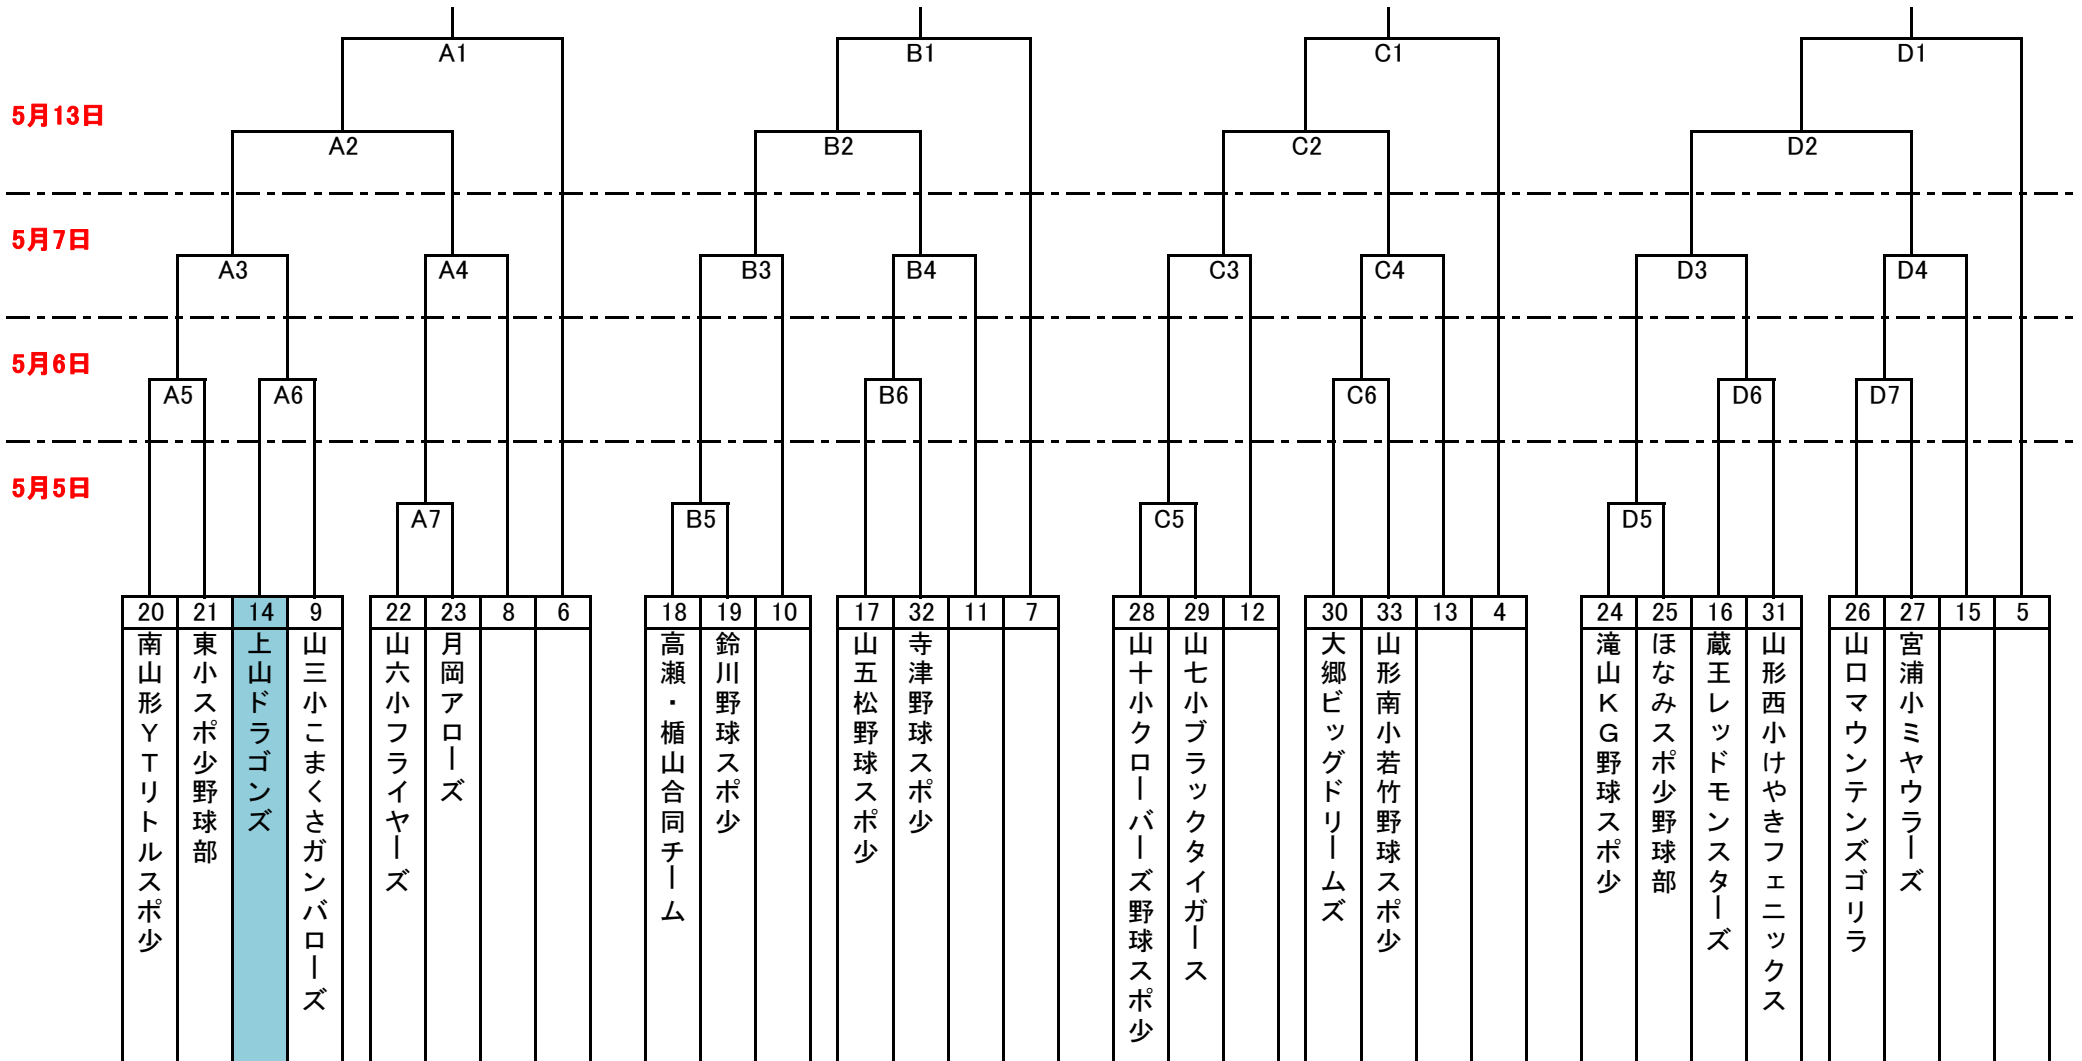 A1
B1
C1
D1
5月13日
A2
B2
C2
D2
5月7日
A3
A4
B3
B4
C3
C4
D3
D4
5月6日
A5
A6
B6
C6
D6
D7
5月5日
A7
B5
C5
D5
20
21
14
9
22
23
8
6
18
19
10
17
32
11
7
28
29
12
30
33
13
4
24
25
16
31
26
27
15
5
南山形YTリトルスポ少
東小スポ少野球部
上山ドラゴンズ
山三小こまくさガンバローズ
山六小フライヤーズ
月岡アローズ
高瀬・楯山合同チーム
鈴川野球スポ少
山五松野球スポ少
寺津野球スポ少
山十小クローバーズ野球スポ少
山七小ブラックタイガース
大郷ビッグドリームズ
山形南小若竹野球スポ少
滝山KG野球スポ少
ほなみスポ少野球部
蔵王レッドモンスターズ
山形西小けやきフェニックス
山口マウンテンズゴリラ
宮浦小ミヤウラーズ